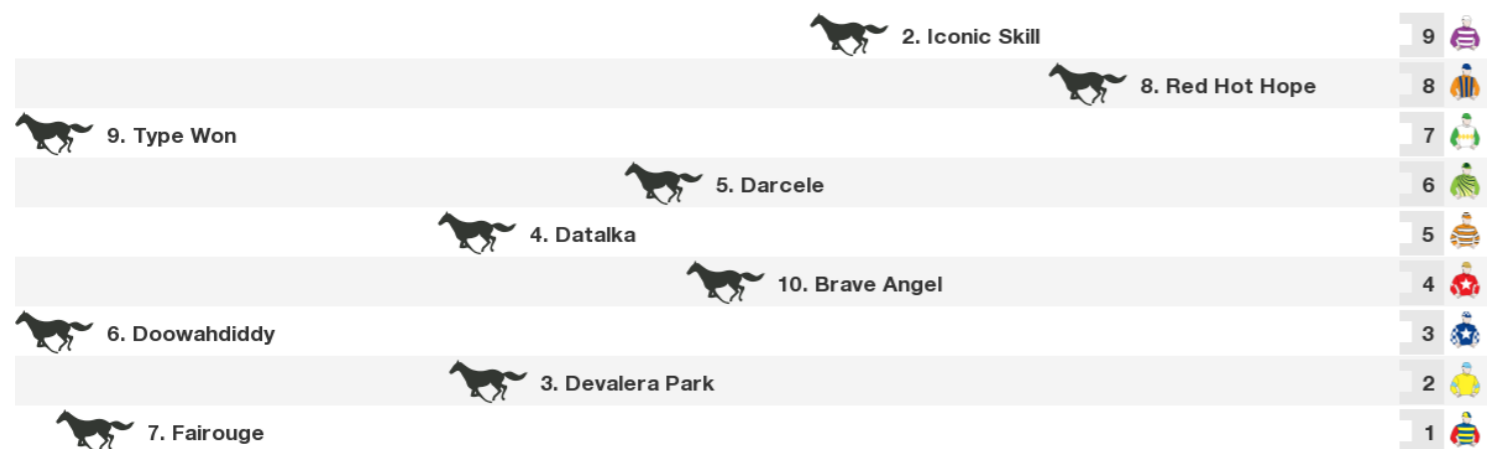 2. Iconic Skill 9
8. Red Hot Hope 8
9. Type Won 7
5. Darcele 6
4. Datalka 5
10. Brave Angel 4
6. Doowahdiddy 3
3. Devalera Park 2
7. Fairouge 1